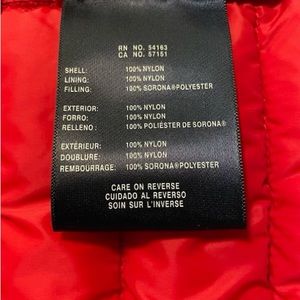 RN NO. 54163
CA NO. 57151
SHELL: 100% NYLON
LINING: 100% NYLON
FILLING: 100% SORONA®POLYESTER
EXTERIOR: 100% NYLON
FORRO: 100% NYLON
RELLENO : 100% POLIÉSTER DE SORONA®
EXTÉRIEUR: 100% NYLON
DOUBLURE: 100% NYLON
REMBOURRAGE: 100% SORONA®POLYESTER
CARE ON REVERSE
CUIDADO AL REVERSO
SOIN SUR L'INVERSE